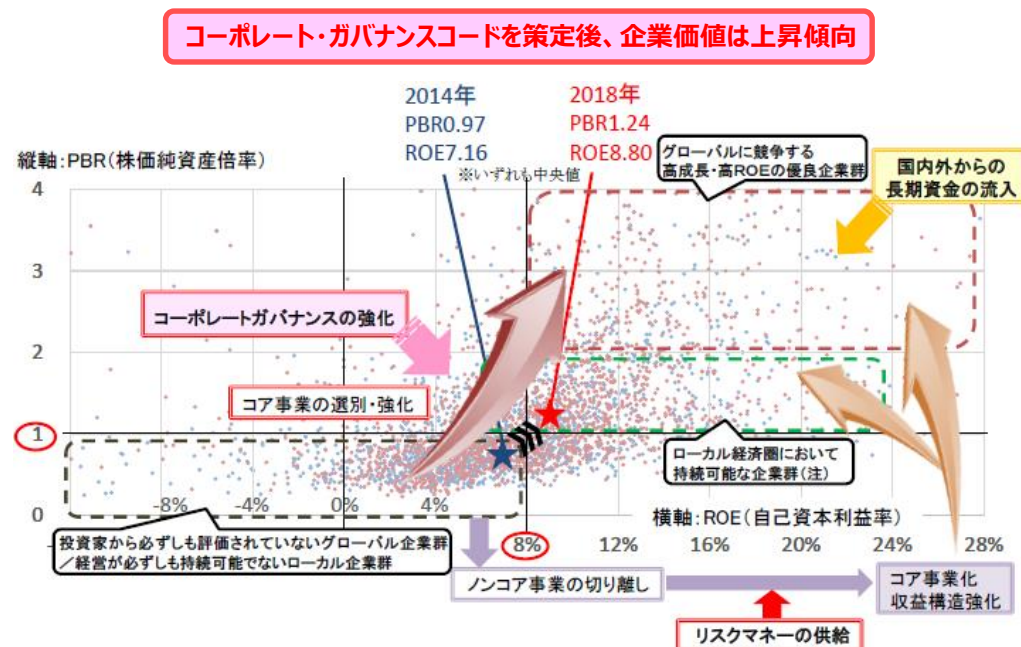 コーポレート・ガバナンスコードを策定後、企業価値は上昇傾向
2014年
PBR0.97
ROE7.16
2018年
PBR1.24
ROE8.80
※いずれも中央値
縦軸:PBR(株価純資産倍率)
グローバルに競争する
高成長・高ROEの優良企業群
国内外からの
長期資金の流入
4
3
コーポレートガバナンスの強化
2
コア事業の選別・強化
1
ローカル経済圏において
持続可能な企業群(注)
0
-8%
-4%
0%
4%
横軸:ROE(自己資本利益率)
8%
12%
16%
20%
24%
28%
投資家から必ずしも評価されていないグローバル企業群
/経営が必ずしも持続可能でないローカル企業群
ノンコア事業の切り離し
コア事業化
収益構造強化
リスクマネーの供給